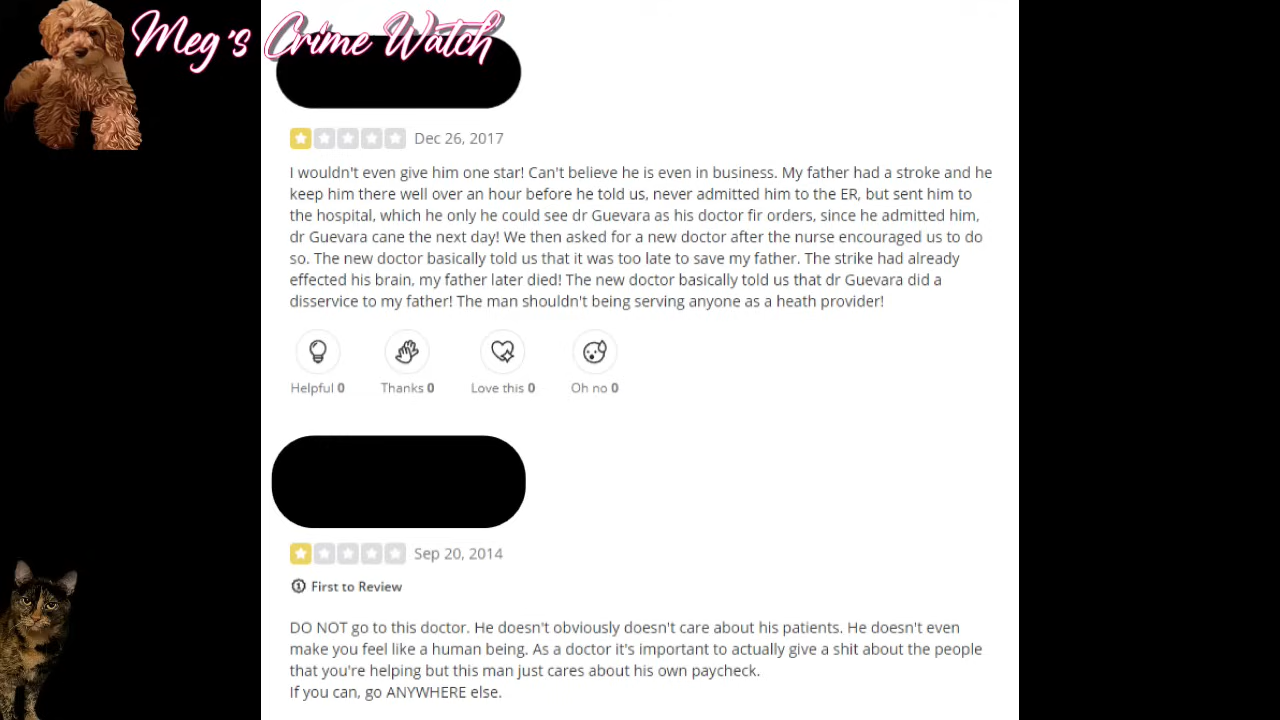 Meg's Crime Watch
Dec 26, 2017
I wouldn't even give him one star! Can't believe he is even in business. My father had a stroke and he
keep him there well over an hour before he told us, never admitted him to the ER, but sent him to
the hospital, which he only he could see dr Guevara as his doctor fir orders, since he admitted him,
dr Guevara cane the next day! We then asked for a new doctor after the nurse encouraged us to do
so. The new doctor basically told us that it was too late to save my father. The strike had already
effected his brain, my father later died! The new doctor basically told us that dr Guevara did a
disservice to my father! The man shouldn't being serving anyone as a heath provider!
Helpful 0 Thanks 0 Love this 0 Oh no 0
Sep 20, 2014
First to Review
DO NOT go to this doctor. He doesn't obviously doesn't care about his patients. He doesn't even
make you feel like a human being. As a doctor it's important to actually give a shit about the people
that you're helping but this man just cares about his own paycheck.
If you can, go ANYWHERE else.